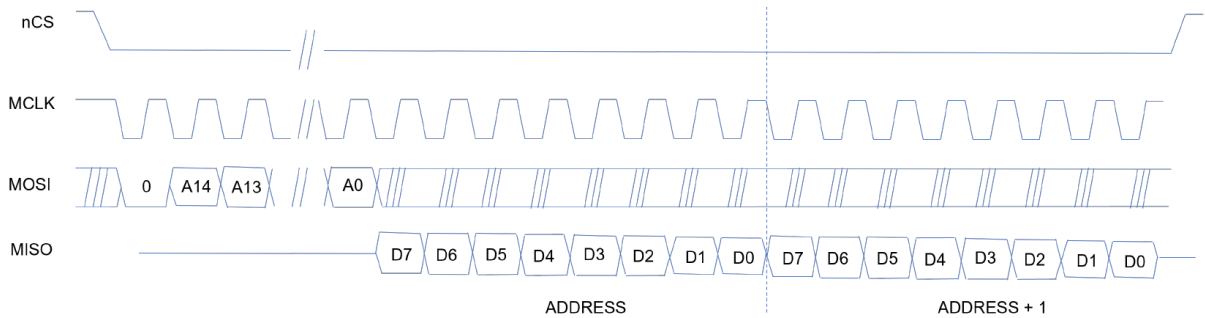 nCS
MCLK
MOSI 0 A14 A13 A0
MISO D7 D6 D5 D4 D3 D2 D1 D0 D7 D6 D5 D4 D3 D2 D1 D0
ADDRESS ADDRESS + 1